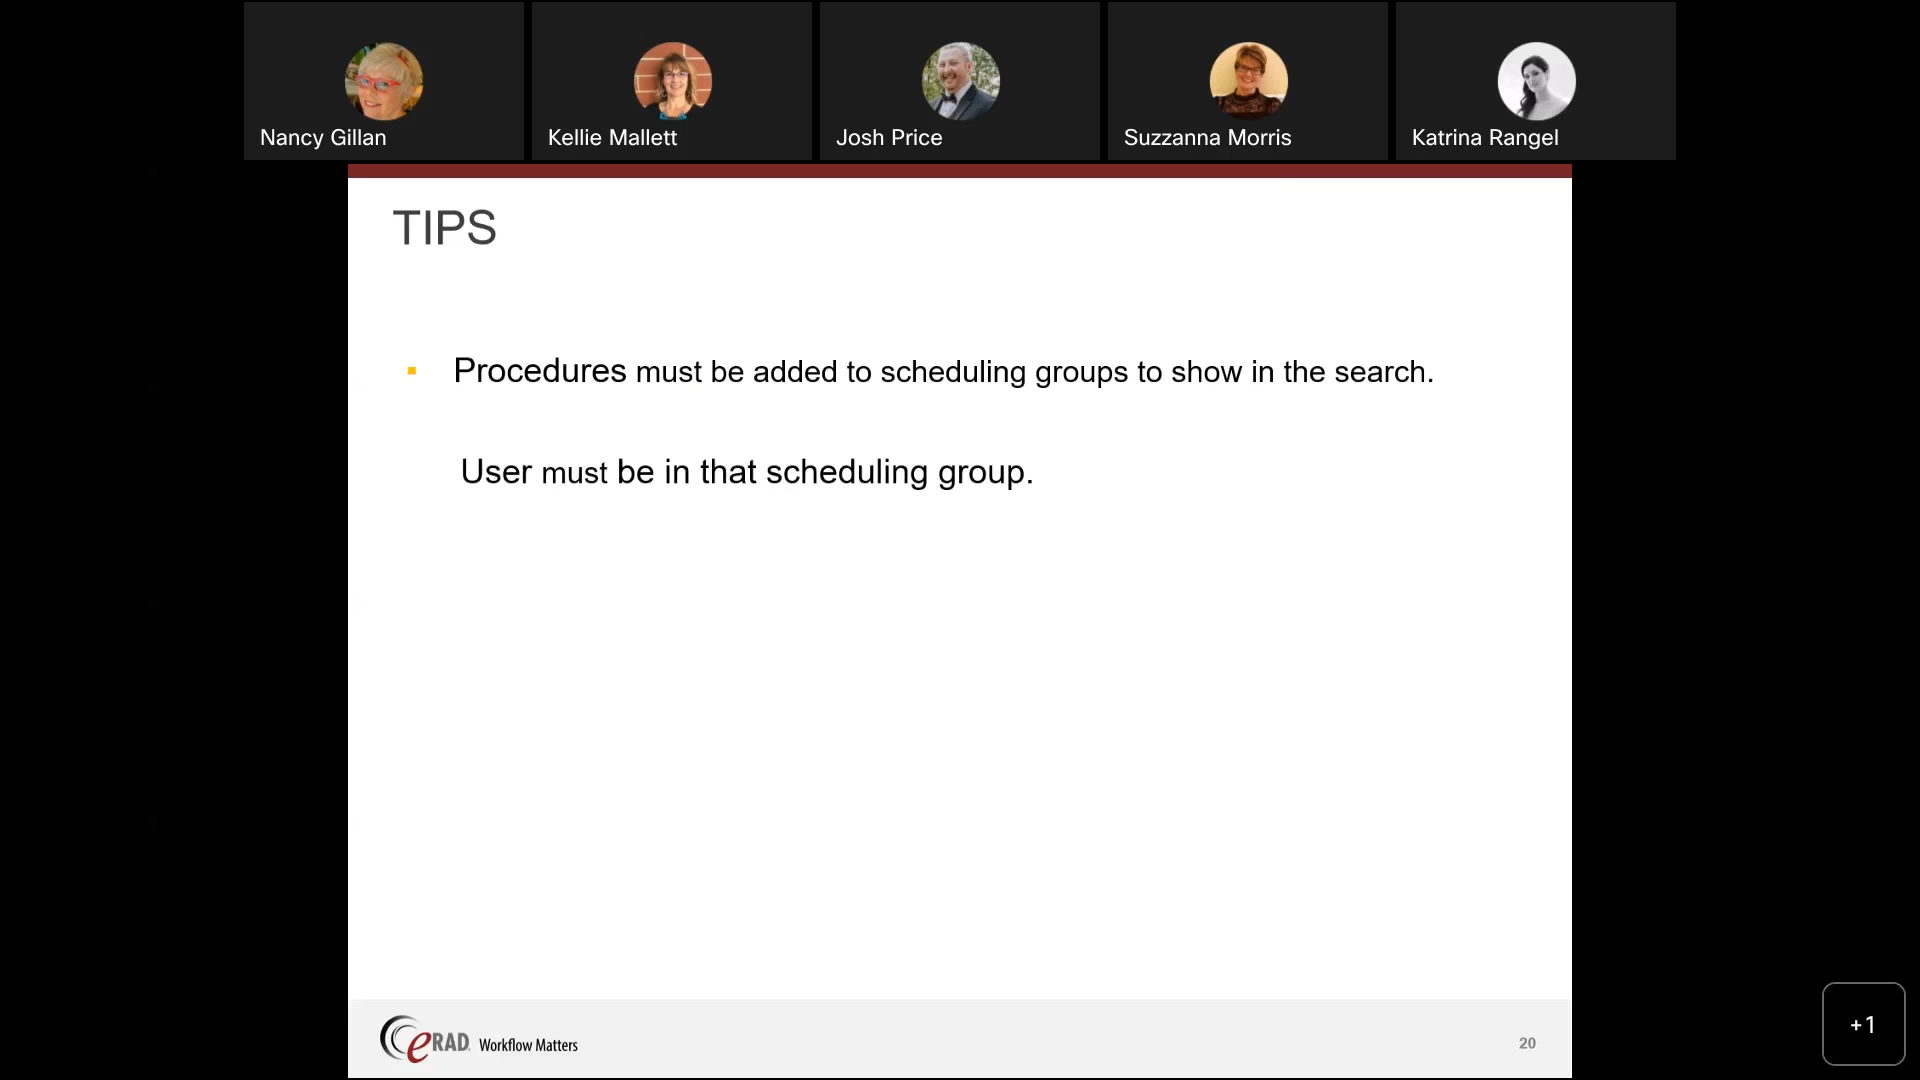 Nancy Gillan
Kellie Mallett
Josh Price
Suzzanna Morris
Katrina Rangel
TIPS
Procedures must be added to scheduling groups to show in the search.
User must be in that scheduling group.
eRAD Workflow Matters
20
+1